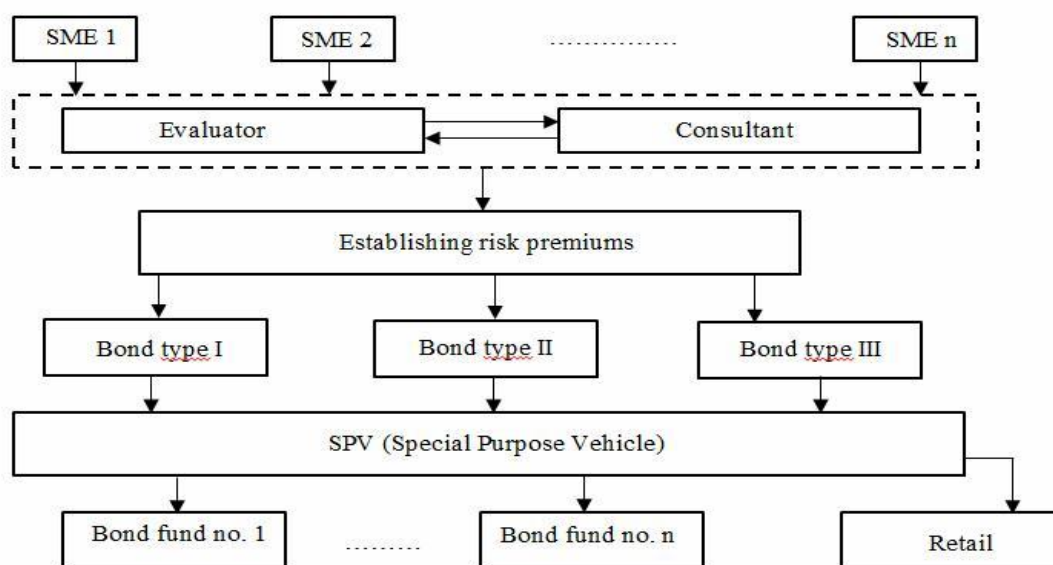 SME 1
SME 2
....................
SME n
Evaluator
Consultant
Establishing risk premiums
Bond type I
Bond type II
Bond type III
SPV (Special Purpose Vehicle)
Bond fund no. 1
.........
Bond fund no. n
Retail